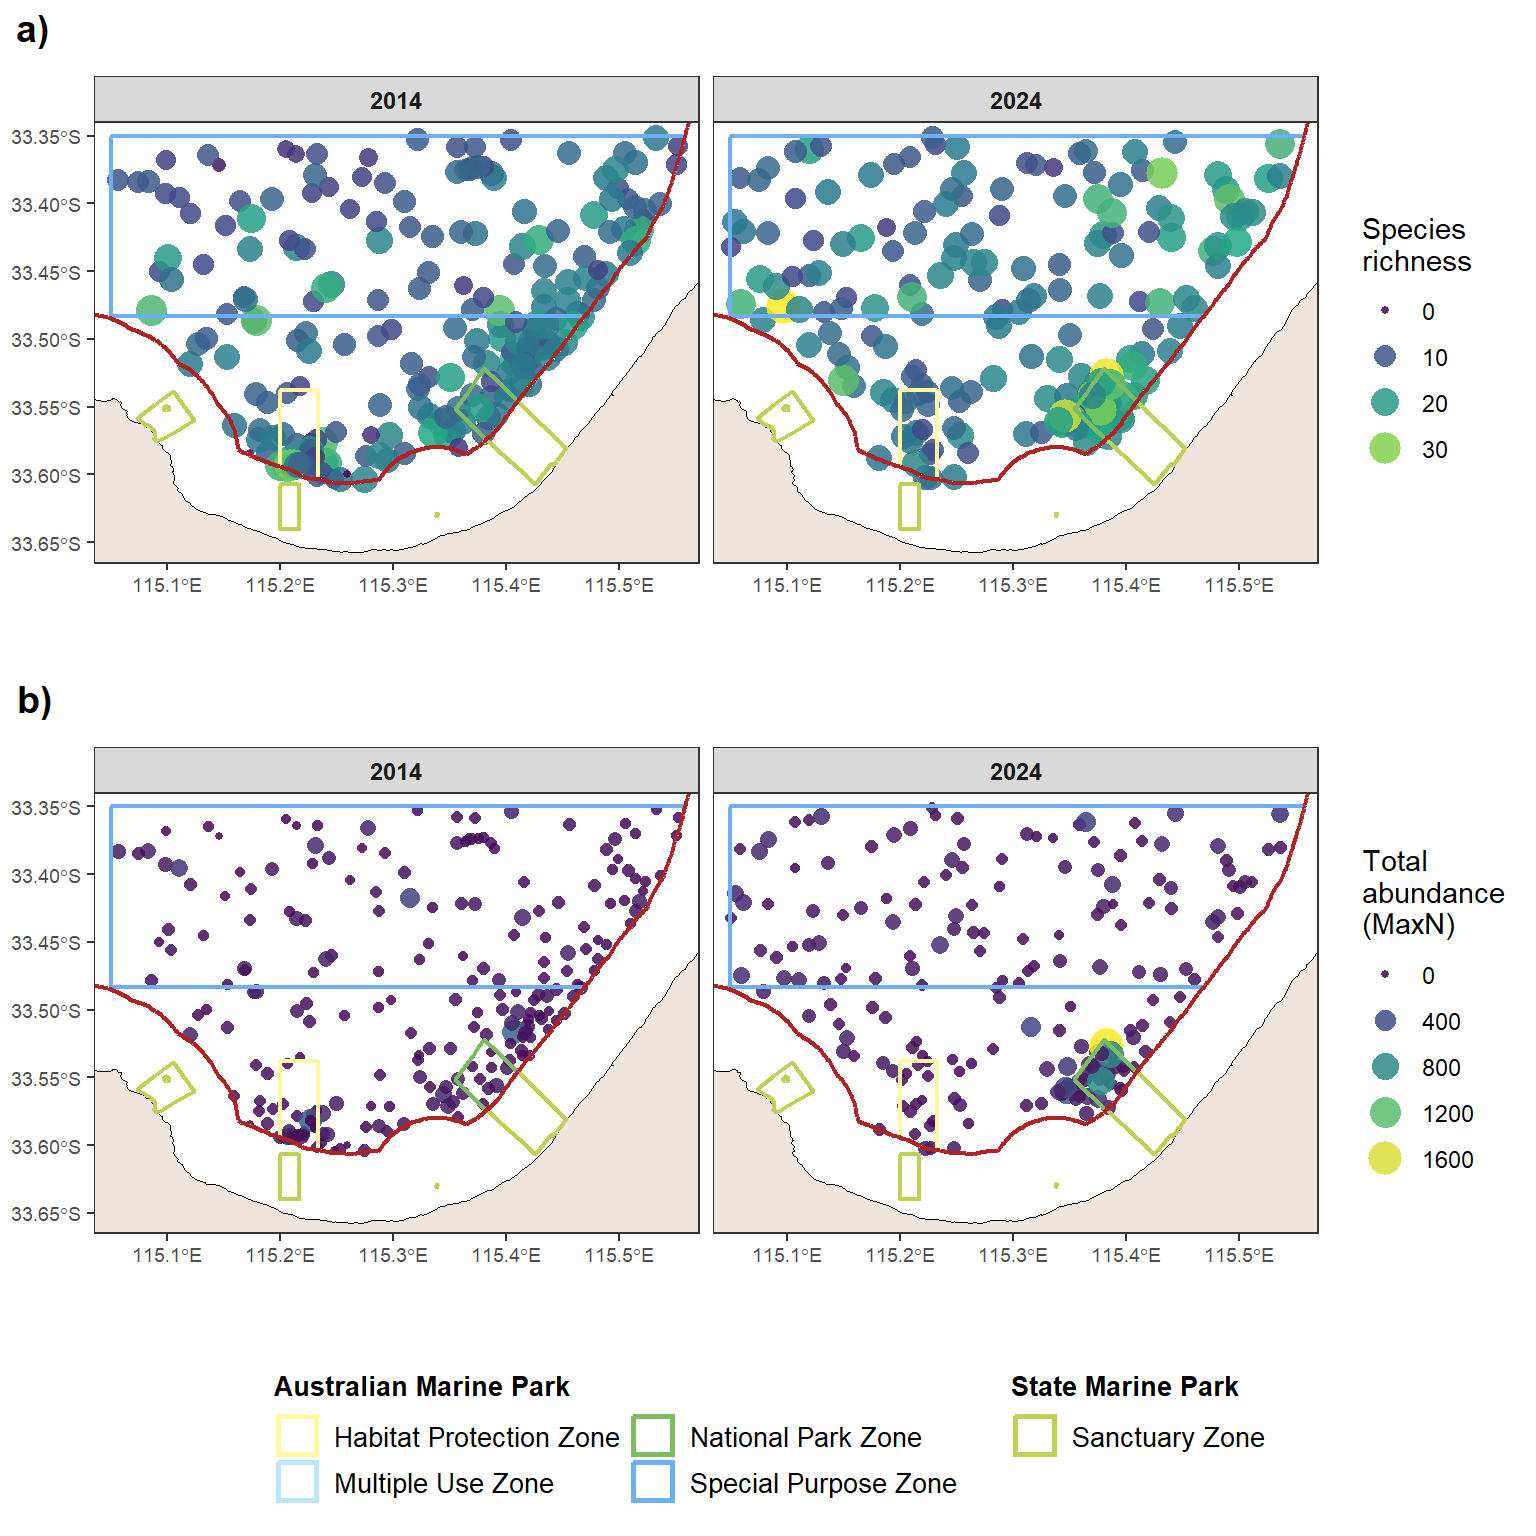 a)
2014
2024
33.35°S
33.40°S
33.45°S
33.50°S
33.55°S
33.60°S
33.65°S
115.1°E
115.2°E
115.3°E
115.4°E
115.5°E
115.1°E
115.2°E
115.3°E
115.4°E
115.5°E
Species
richness
0
10
20
30
b)
2014
2024
33.35°S
33.40°S
33.45°S
33.50°S
33.55°S
33.60°S
33.65°S
115.1°E
115.2°E
115.3°E
115.4°E
115.5°E
115.1°E
115.2°E
115.3°E
115.4°E
115.5°E
Total
abundance
(MaxN)
0
400
800
1200
1600
Australian Marine Park
Habitat Protection Zone
National Park Zone
Multiple Use Zone
Special Purpose Zone
State Marine Park
Sanctuary Zone